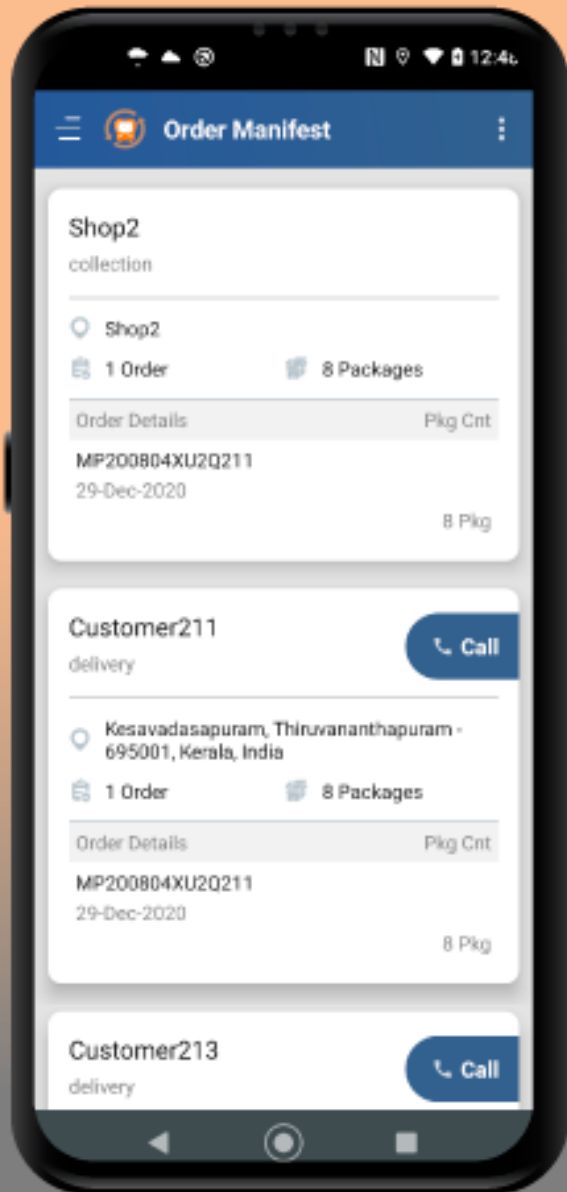 Order Manifest
Shop2
collection
Shop2
1 Order 8 Packages
Order Details Pkg Cnt
MP200804XU2Q211
29-Dec-2020
8 Pkg
Customer211
Call
delivery
Kesavadasapuram, Thiruvananthapuram -
695001, Kerala, India
1 Order 8 Packages
Order Details Pkg Cnt
MP200804XU2Q211
29-Dec-2020
8 Pkg
Customer213
Call
delivery